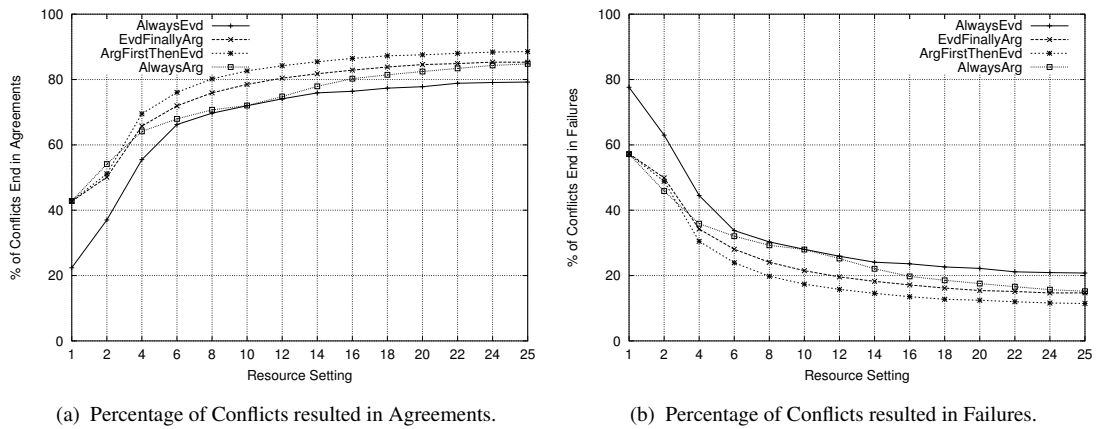 100
80
60
40
20
0
% of Conflicts End in Agreements
AlwaysEvd
EvdFinallyArg
ArgFirstThenEvd
AlwaysArg
1 2 4 6 8 10 12 14 16 18 20 22 24 25
Resource Setting
(a) Percentage of Conflicts resulted in Agreements.
100
80
60
40
20
0
% of Conflicts End in Failures
AlwaysEvd
EvdFinallyArg
ArgFirstThenEvd
AlwaysArg
1 2 4 6 8 10 12 14 16 18 20 22 24 25
Resource Setting
(b) Percentage of Conflicts resulted in Failures.